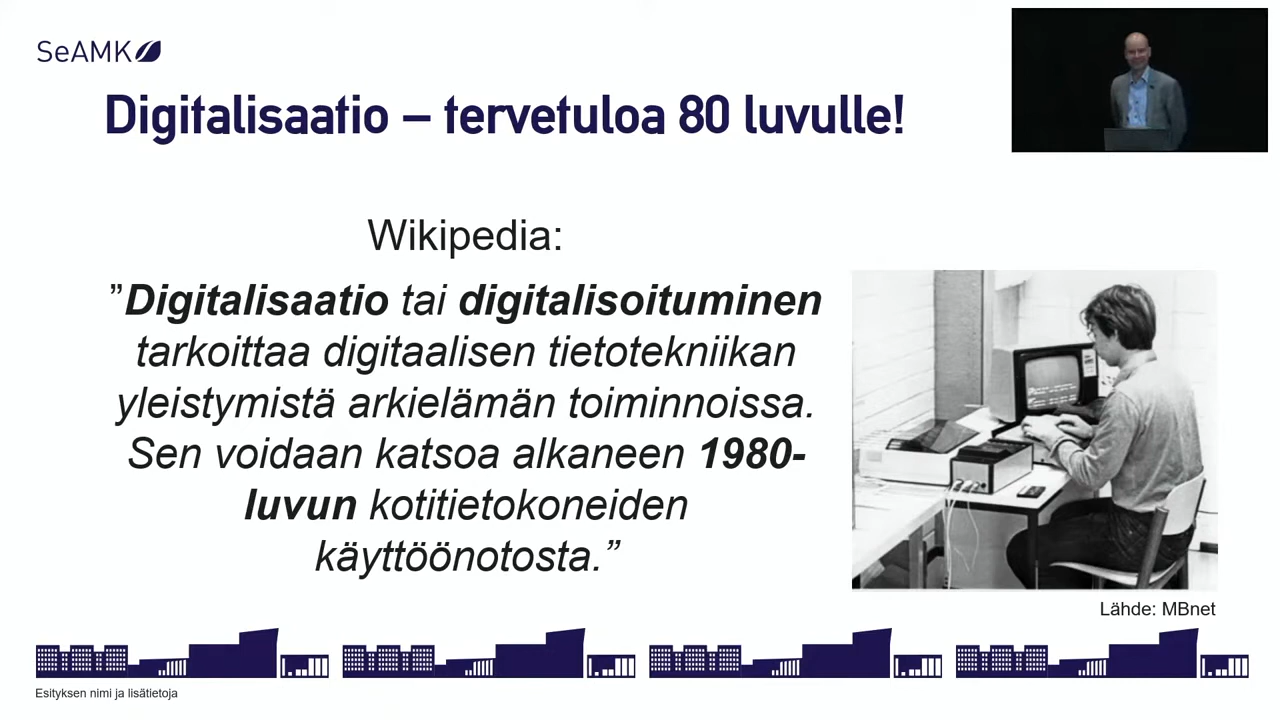 SeAMK
Digitalisaatio – tervetuloa 80 luvulle!
Wikipedia:
”Digitalisaatio tai digitalisoituminen
tarkoittaa digitaalisen tietotekniikan
yleistymistä arkielämän toiminnoissa.
Sen voidaan katsoa alkaneen 1980-
luvun kotitietokoneiden
käyttöönotosta.”
Lähde: MBnet
Esityksen nimi ja lisätietoja